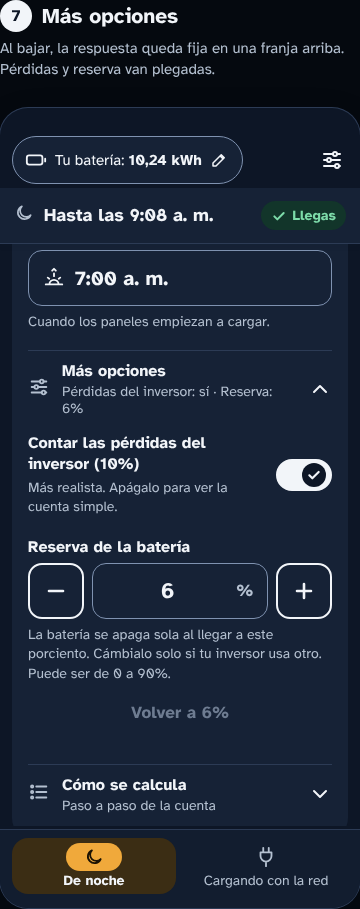 7 Más opciones
Al bajar, la respuesta queda fija en una franja arriba.
Pérdidas y reserva van plegadas.
Tu batería: 10,24 kWh
Hasta las 9:08 a. m.
Llegas
7:00 a. m.
Cuando los paneles empiezan a cargar.
Más opciones
Pérdidas del inversor: sí · Reserva:
6%
Contar las pérdidas del
inversor (10%)
Más realista. Apágalo para ver la
cuenta simple.
Reserva de la batería
− 6 % +
La batería se apaga sola al llegar a este
porciento. Cámbialo solo si tu inversor usa otro.
Puede ser de 0 a 90%.
Volver a 6%
Cómo se calcula
Paso a paso de la cuenta
De noche
Cargando con la red